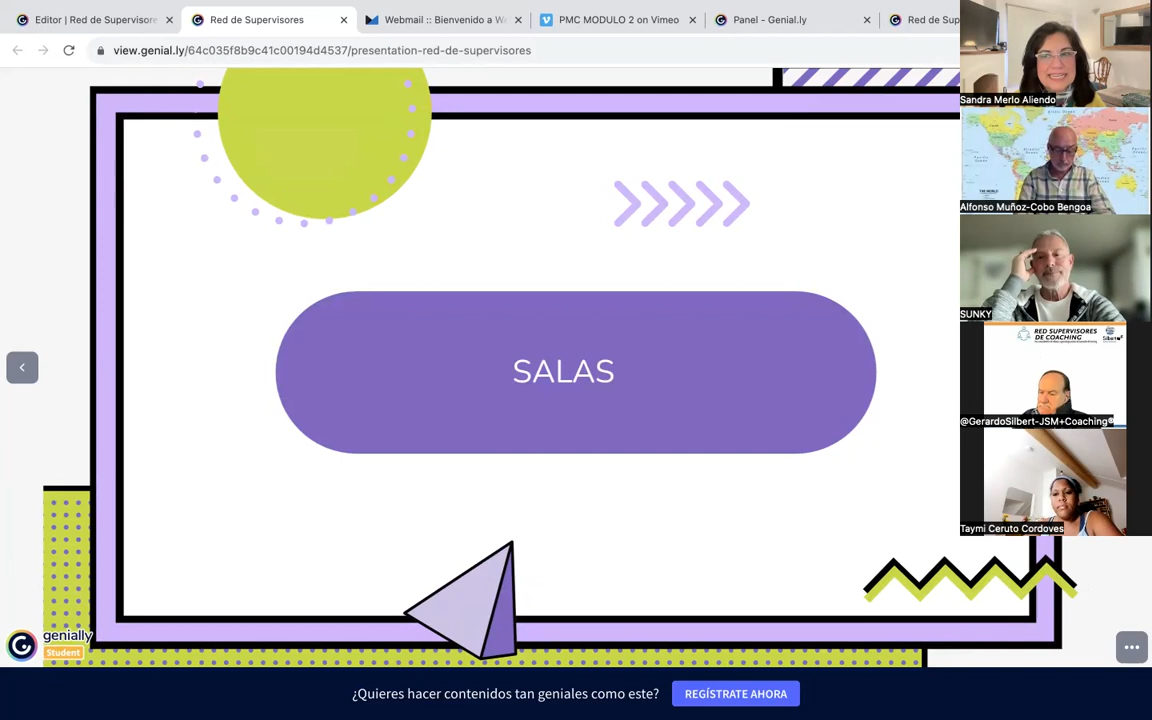 Editor | Red de Supervisore
Red de Supervisores
Webmail :: Bienvenido a We
PMC MODULO 2 on Vimeo
Panel - Genial.ly
Red de Sup
view.genial.ly/64c035f8b9c41c00194d4537/presentation-red-de-supervisores
Sandra Merlo Aliendo
Alfonso Muñoz-Cobo Bengoa
SUNKY
RED SUPERVISORES
DE COACHING
@GerardoSilbert-JSM+Coaching®
Taymi Ceruto Cordoves
SALAS
genially
Student
¿Quieres hacer contenidos tan geniales como este?
REGÍSTRATE AHORA